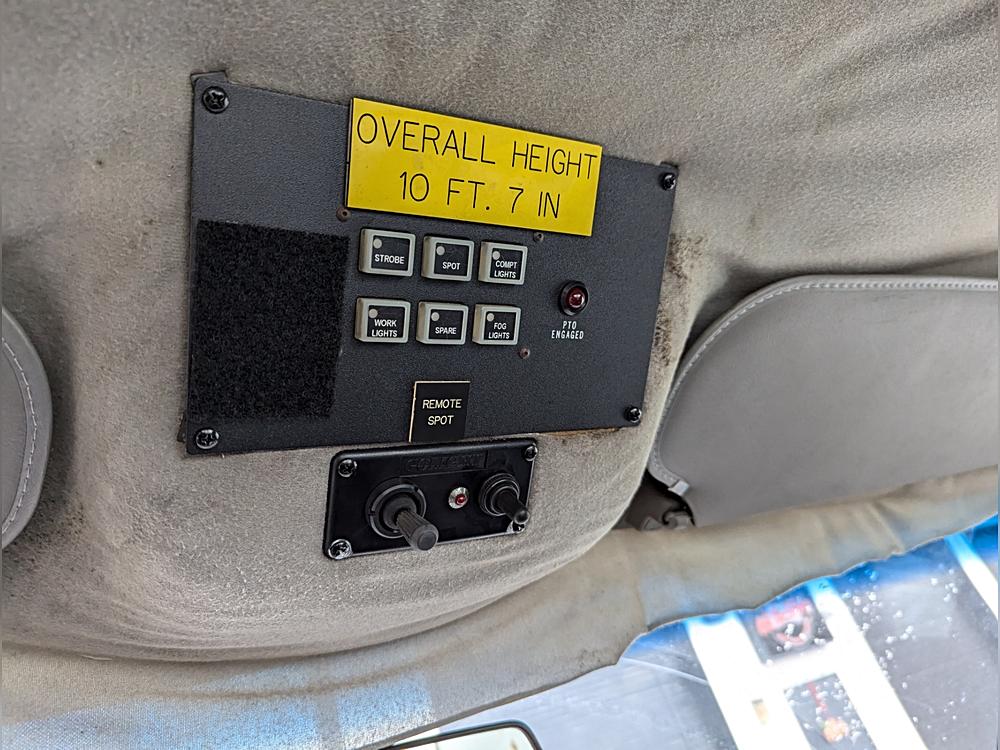 OVERALL HEIGHT
10 FT. 7 IN
STROBE
SPOT
COMPT
LIGHTS
WORK
LIGHTS
SPARE
FOG
LIGHTS
PTO
ENGAGED
REMOTE
SPOT